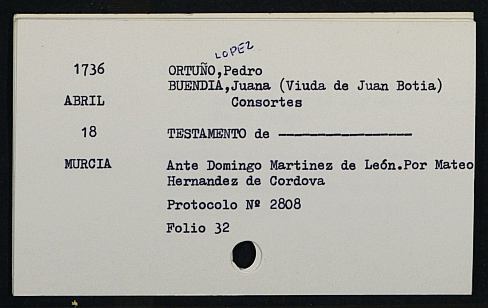 LOPEZ
1736 ORTUÑO,Pedro
BUENDIA,Juana (Viuda de Juan Botia)
ABRIL Consortes
18 TESTAMENTO de ----------------
MURCIA Ante Domingo Martinez de León.Por Mateo
Hernandez de Cordova
Protocolo Nº 2808
Folio 32